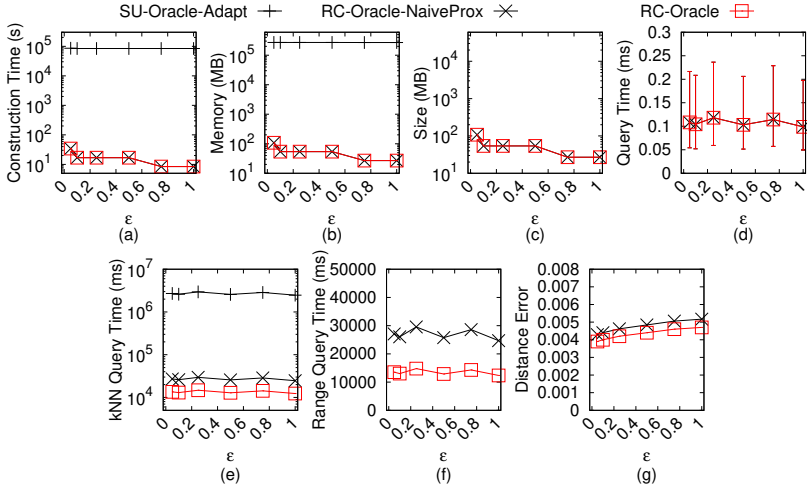 SU-Oracle-Adapt RC-Oracle-NaiveProx RC-Oracle
Construction Time (s)
10^5
10^4
10^3
10^2
10^1
0 0.2 0.4 0.6 0.8 1
ε
(a)
Memory (MB)
10^5
10^4
10^3
10^2
10^1
0 0.2 0.4 0.6 0.8 1
ε
(b)
Size (MB)
10^4
10^3
10^2
10^1
0 0.2 0.4 0.6 0.8 1
ε
(c)
Query Time (ms)
0.3
0.25
0.2
0.15
0.1
0.05
0
0 0.2 0.4 0.6 0.8 1
ε
(d)
kNN Query Time (ms)
10^7
10^6
10^5
10^4
0 0.2 0.4 0.6 0.8 1
ε
(e)
Range Query Time (ms)
50000
40000
30000
20000
10000
0
0 0.2 0.4 0.6 0.8 1
ε
(f)
Distance Error
0.008
0.007
0.006
0.005
0.004
0.003
0.002
0.001
0
0 0.2 0.4 0.6 0.8 1
ε
(g)